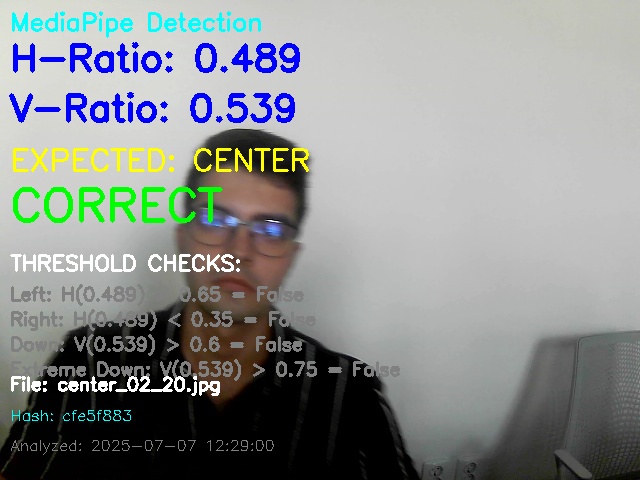 MediaPipe Detection
H-Ratio: 0.489
V-Ratio: 0.539
EXPECTED: CENTER
CORRECT
THRESHOLD CHECKS:
Left: H(0.489) 0.65 = False
Right: H(0.489) < 0.35 = False
Down: V(0.539) > 0.6 = False
Extreme Down: V(0.539) > 0.75 = False
File: center_02_20.jpg
Hash: cfe5f883
Analyzed: 2025-07-07 12:29:00